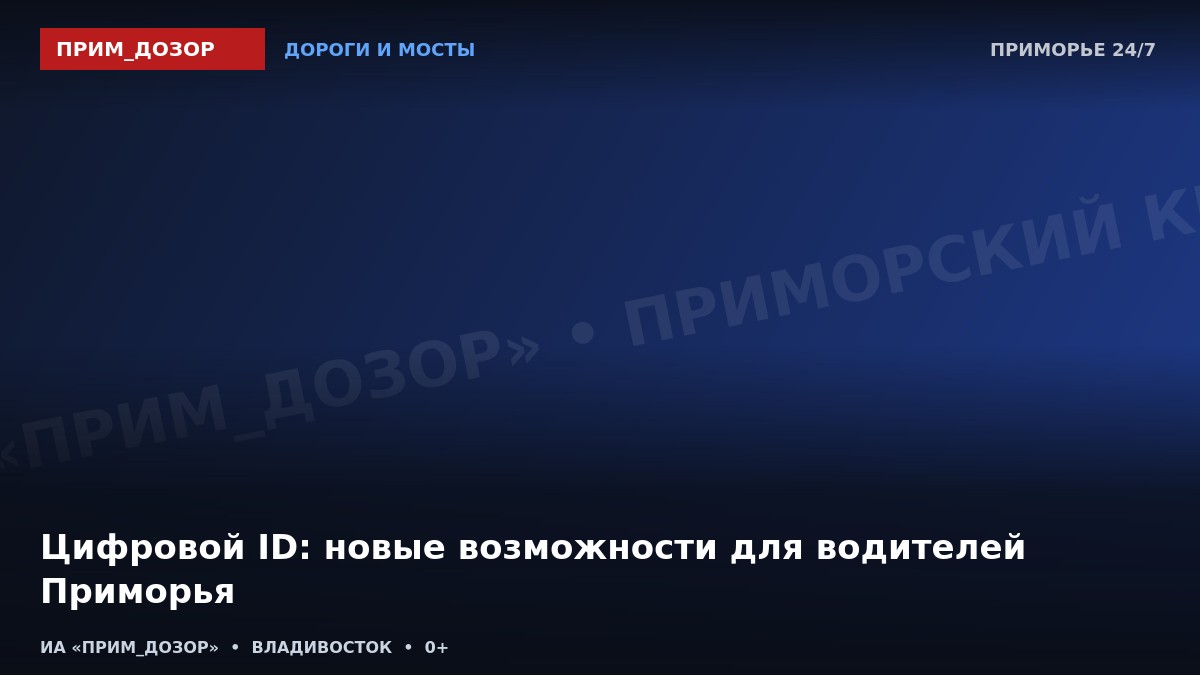 ПРИМ_ДОЗОР
ДОРОГИ И МОСТЫ
ПРИМОРЬЕ 24/7
«ПРИМ_ДОЗОР» • ПРИМОРСКИЙ
Цифровой ID: новые возможности для водителей
Приморья
ИА «ПРИМ_ДОЗОР» • ВЛАДИВОСТОК • 0+